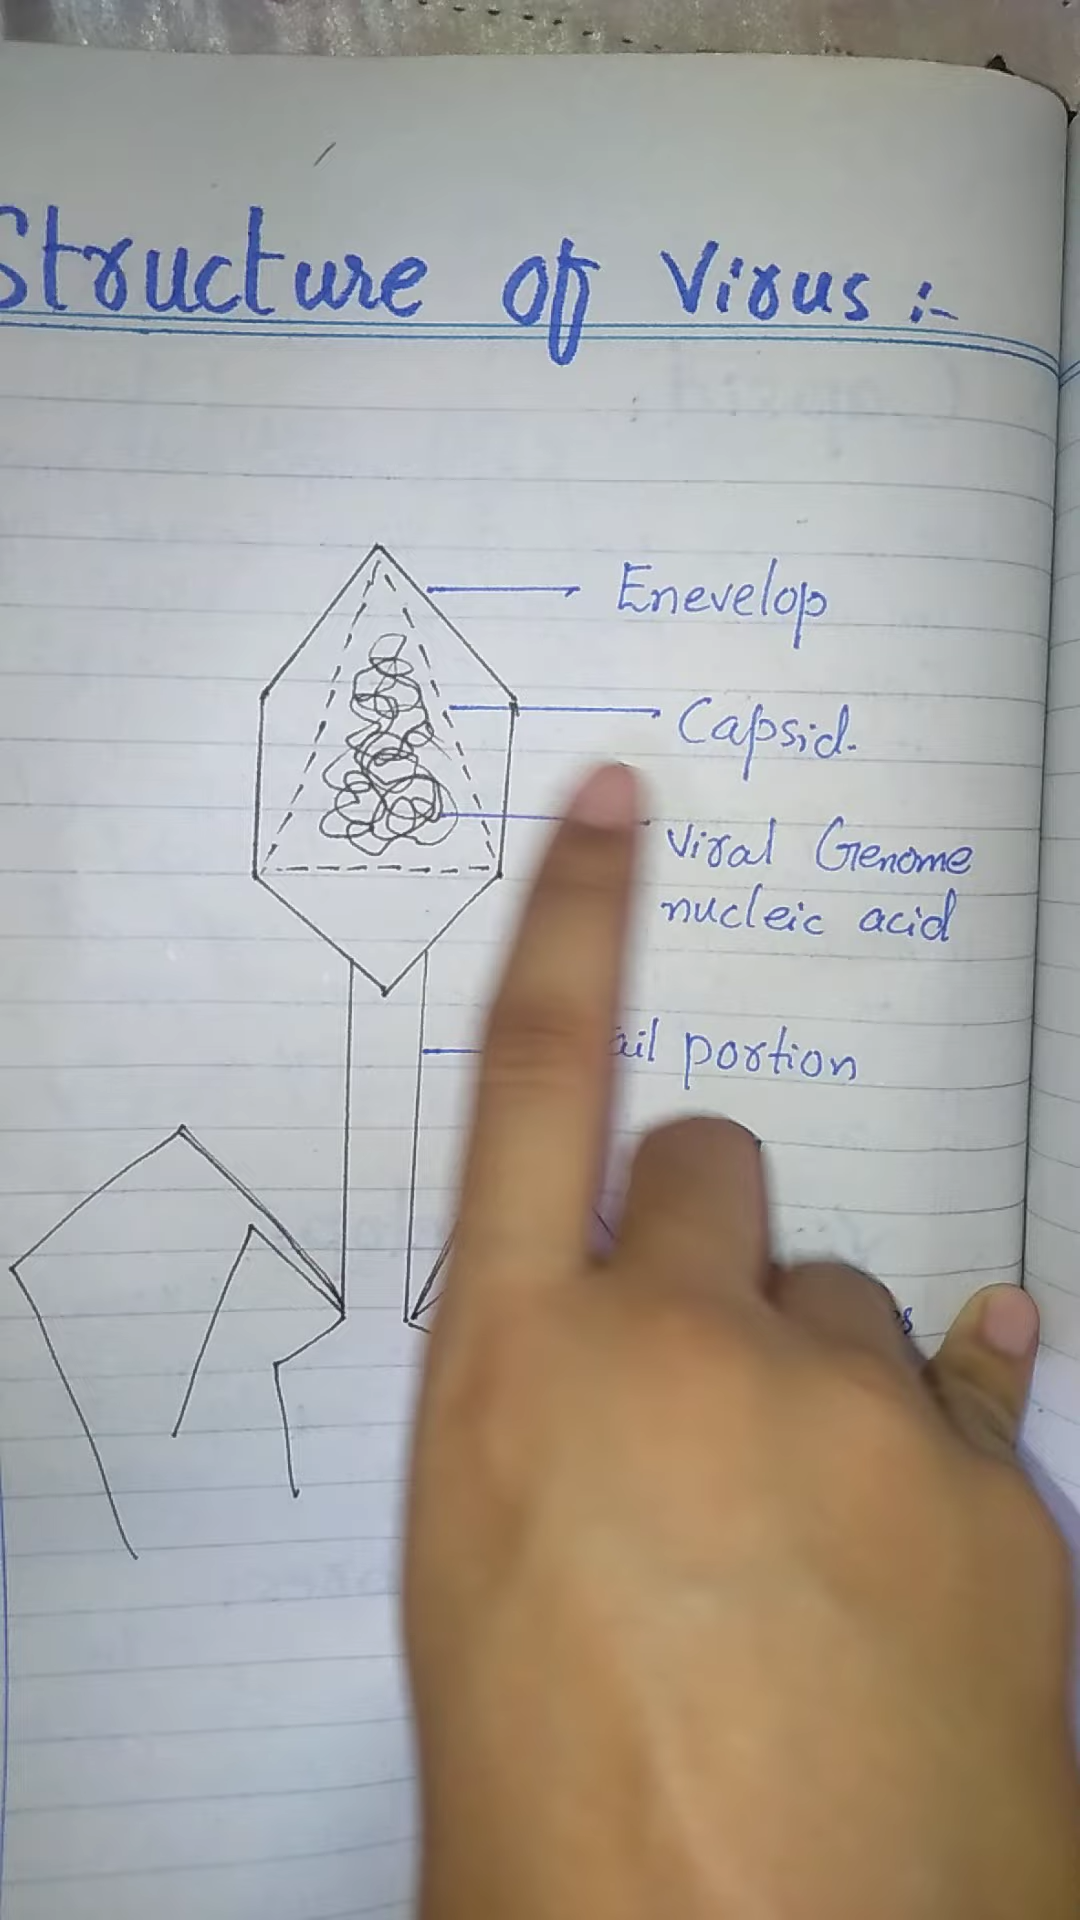 Structure of Virus :-
Enevelop
Capsid.
Viral Genome
nucleic acid
portion